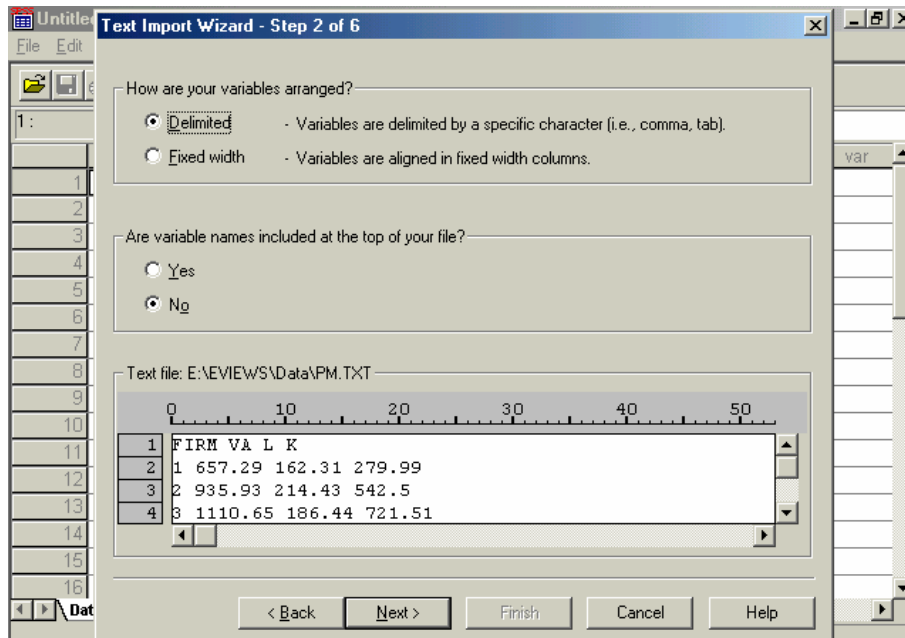 Untitled
Text Import Wizard - Step 2 of 6
File Edit
How are your variables arranged?
Delimited - Variables are delimited by a specific character (i.e., comma, tab).
Fixed width - Variables are aligned in fixed width columns.
1 :
var
1
2
3
4
5
6
7
8
9
10
11
12
13
14
15
16
Are variable names included at the top of your file?
Yes
No
Text file: E:\EVIEWS\Data\PM.TXT
0 10 20 30 40 50
1 FIRM VA L K
2 1 657.29 162.31 279.99
3 2 935.93 214.43 542.5
4 3 1110.65 186.44 721.51
Dat
< Back Next > Finish Cancel Help